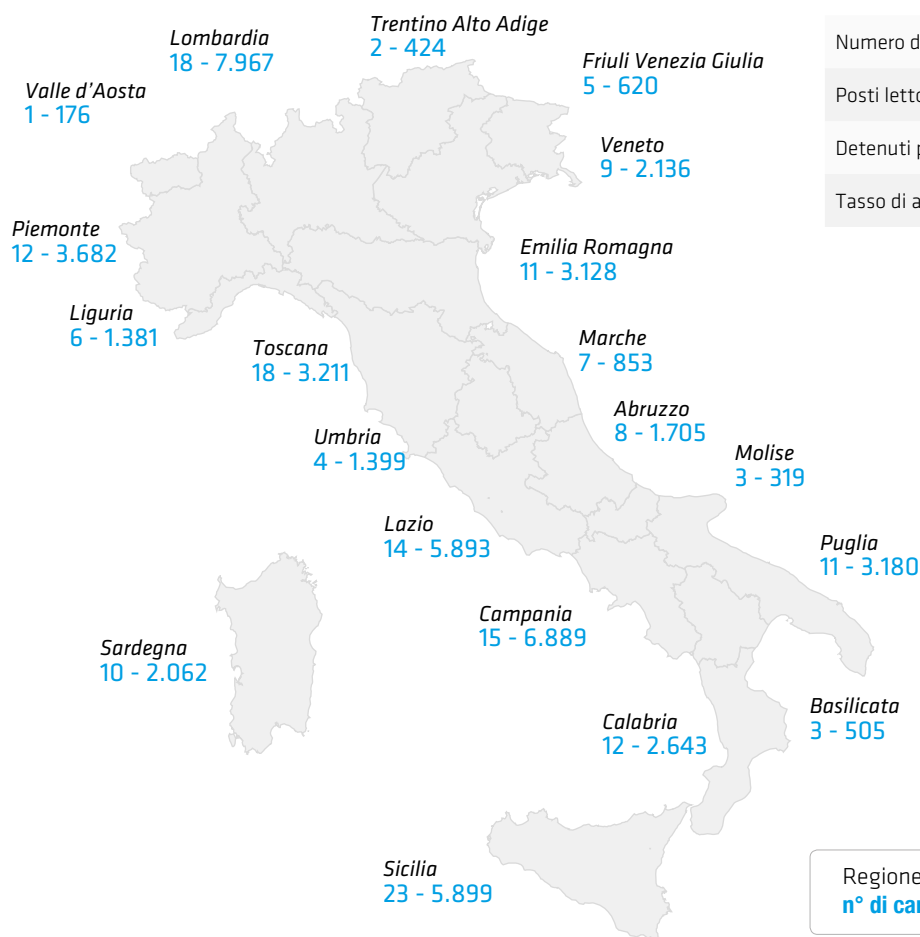 Trentino Alto Adige
2 - 424
Lombardia
18 - 7.967
Friuli Venezia Giulia
5 - 620
Valle d'Aosta
1 - 176
Veneto
9 - 2.136
Numero d
Posti letto
Detenuti p
Tasso di a
Piemonte
12 - 3.682
Emilia Romagna
11 - 3.128
Liguria
6 - 1.381
Toscana
18 - 3.211
Marche
7 - 853
Abruzzo
8 - 1.705
Umbria
4 - 1.399
Molise
3 - 319
Lazio
14 - 5.893
Puglia
11 - 3.180
Campania
15 - 6.889
Sardegna
10 - 2.062
Basilicata
3 - 505
Calabria
12 - 2.643
Sicilia
23 - 5.899
Regione
n° di car